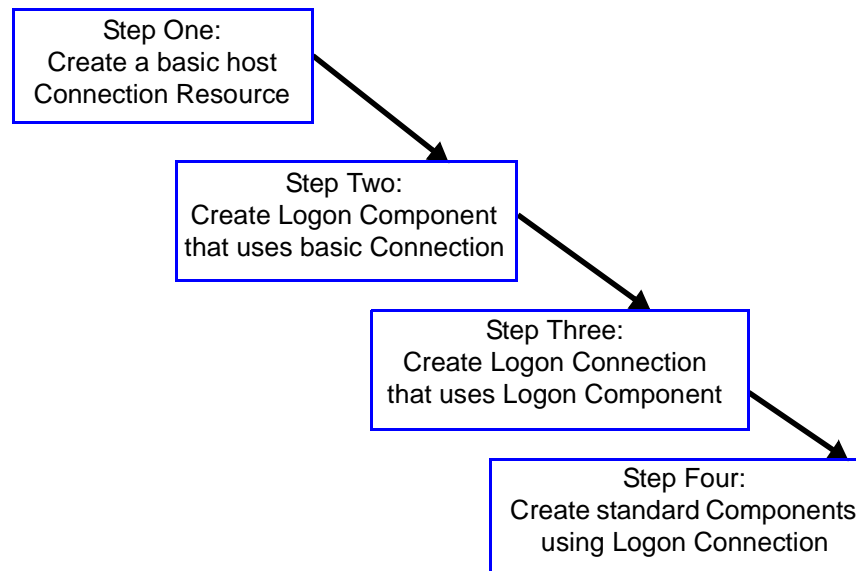 Step One:
Create a basic host
Connection Resource
Step Two:
Create Logon Component
that uses basic Connection
Step Three:
Create Logon Connection
that uses Logon Component
Step Four:
Create standard Components
using Logon Connection